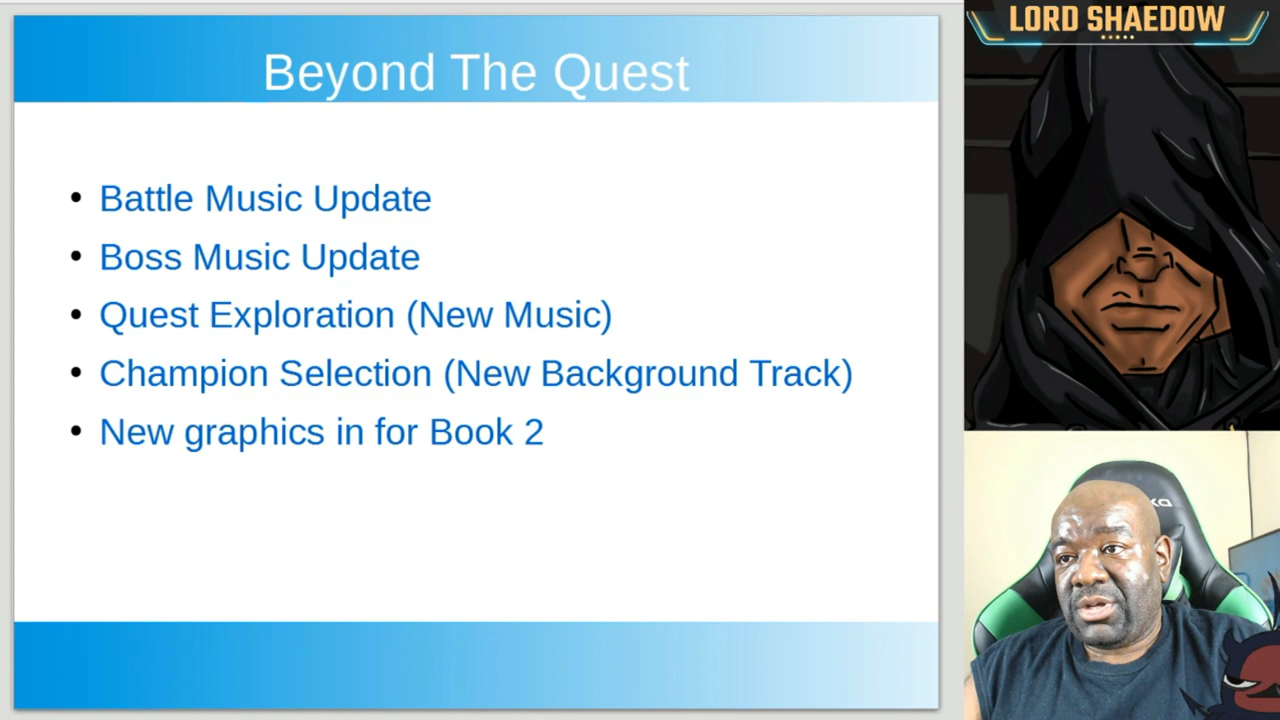 Beyond The Quest
Battle Music Update
Boss Music Update
Quest Exploration (New Music)
Champion Selection (New Background Track)
New graphics in for Book 2
LORD SHAEDOW